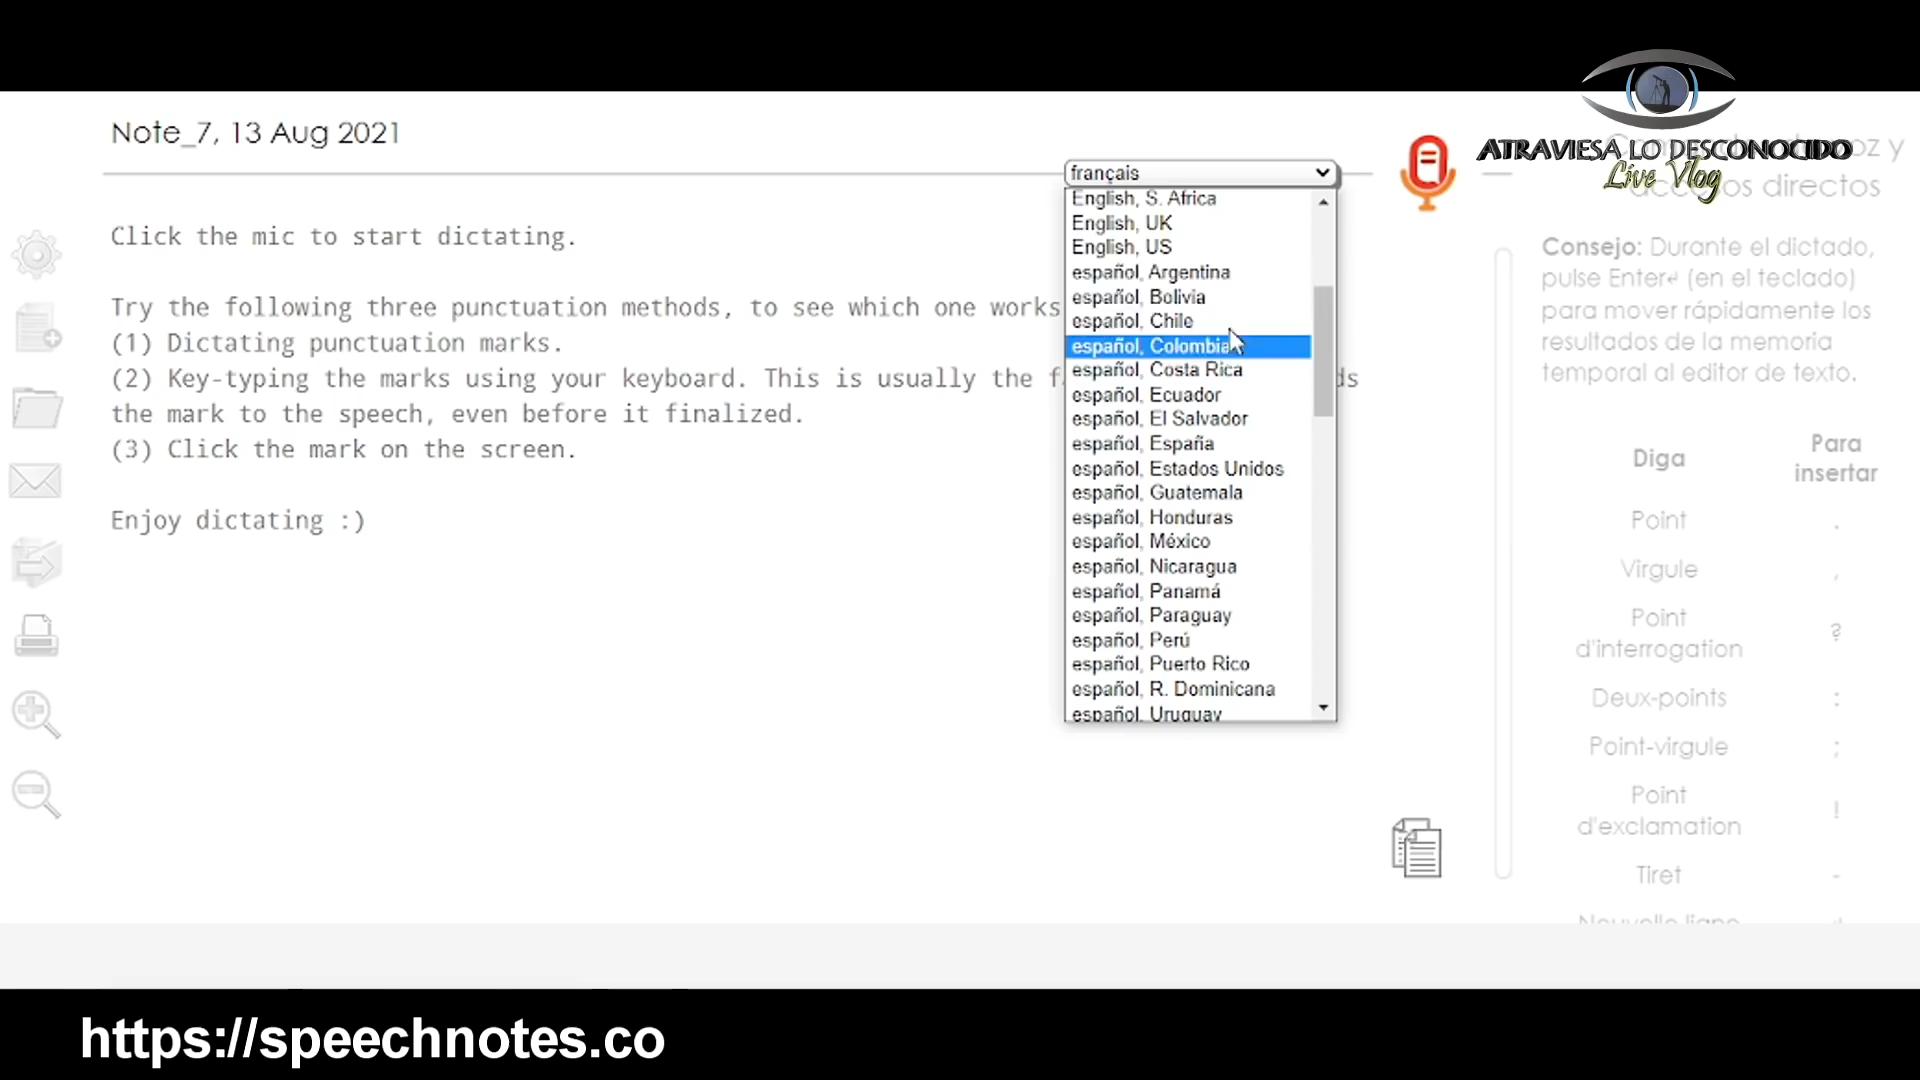 Note_7, 13 Aug 2021
Click the mic to start dictating.
Try the following three punctuation methods, to see which one works
(1) Dictating punctuation marks.
(2) Key-typing the marks using your keyboard. This is usually the
the mark to the speech, even before it finalized.
(3) Click the mark on the screen.
Enjoy dictating :)
français
English, S. Africa
English, UK
English, US
español, Argentina
español, Bolivia
español, Chile
español, Colombia
español, Costa Rica
español, Ecuador
español, El Salvador
español, España
español, Estados Unidos
español, Guatemala
español, Honduras
español, México
español, Nicaragua
español, Panamá
español, Paraguay
español, Perú
español, Puerto Rico
español, R. Dominicana
español, Uruguay
ATRAVIESA LO DESCONOCIDO
Live Vlog
directos
Consejo: Durante el dictado,
pulse Enter↵ (en el teclado)
para mover rápidamente los
resultados de la memoria
temporal al editor de texto.
Diga Para insertar
Point .
Virgule ,
Point d'interrogation ?
Deux-points :
Point-virgule ;
Point d'exclamation !
Tiret -
Nouvelle ligne
https://speechnotes.co